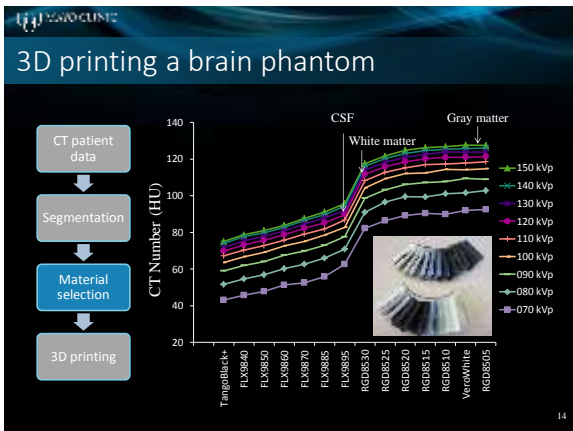 MAYO CLINIC
3D printing a brain phantom
CT patient
data
Segmentation
Material
selection
3D printing
CT Number (HU)
140
120
100
80
60
40
20
CSF
White matter
Gray matter
150 kVp
140 kVp
130 kVp
120 kVp
110 kVp
100 kVp
090 kVp
080 kVp
070 kVp
TangoBlack+
FLX9840
FLX9850
FLX9860
FLX9870
FLX9885
FLX9895
RGD8530
RGD8525
RGD8520
RGD8515
RGD8510
VeroWhite
RGD8505
14